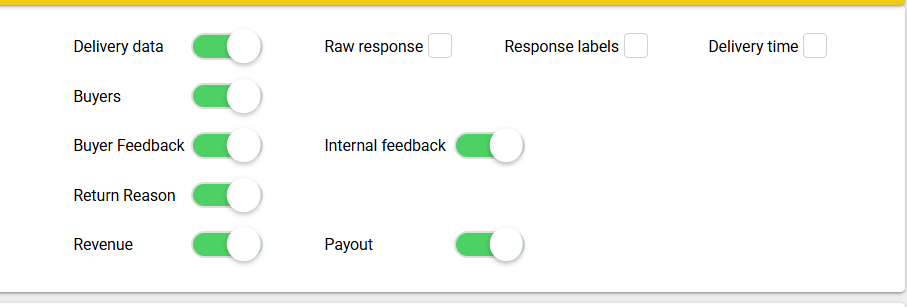 Delivery data Raw response Response labels Delivery time
Buyers
Buyer Feedback Internal feedback
Return Reason
Revenue Payout